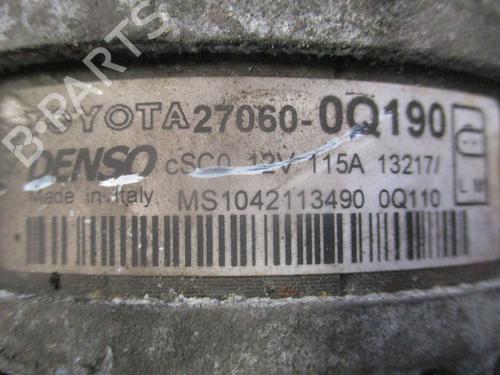 B-PARTS
TOYOTA 27060-0Q190
DENSO cSC0 12V 115A 13217/
L M
Made in Italy MS1042113490 0Q110